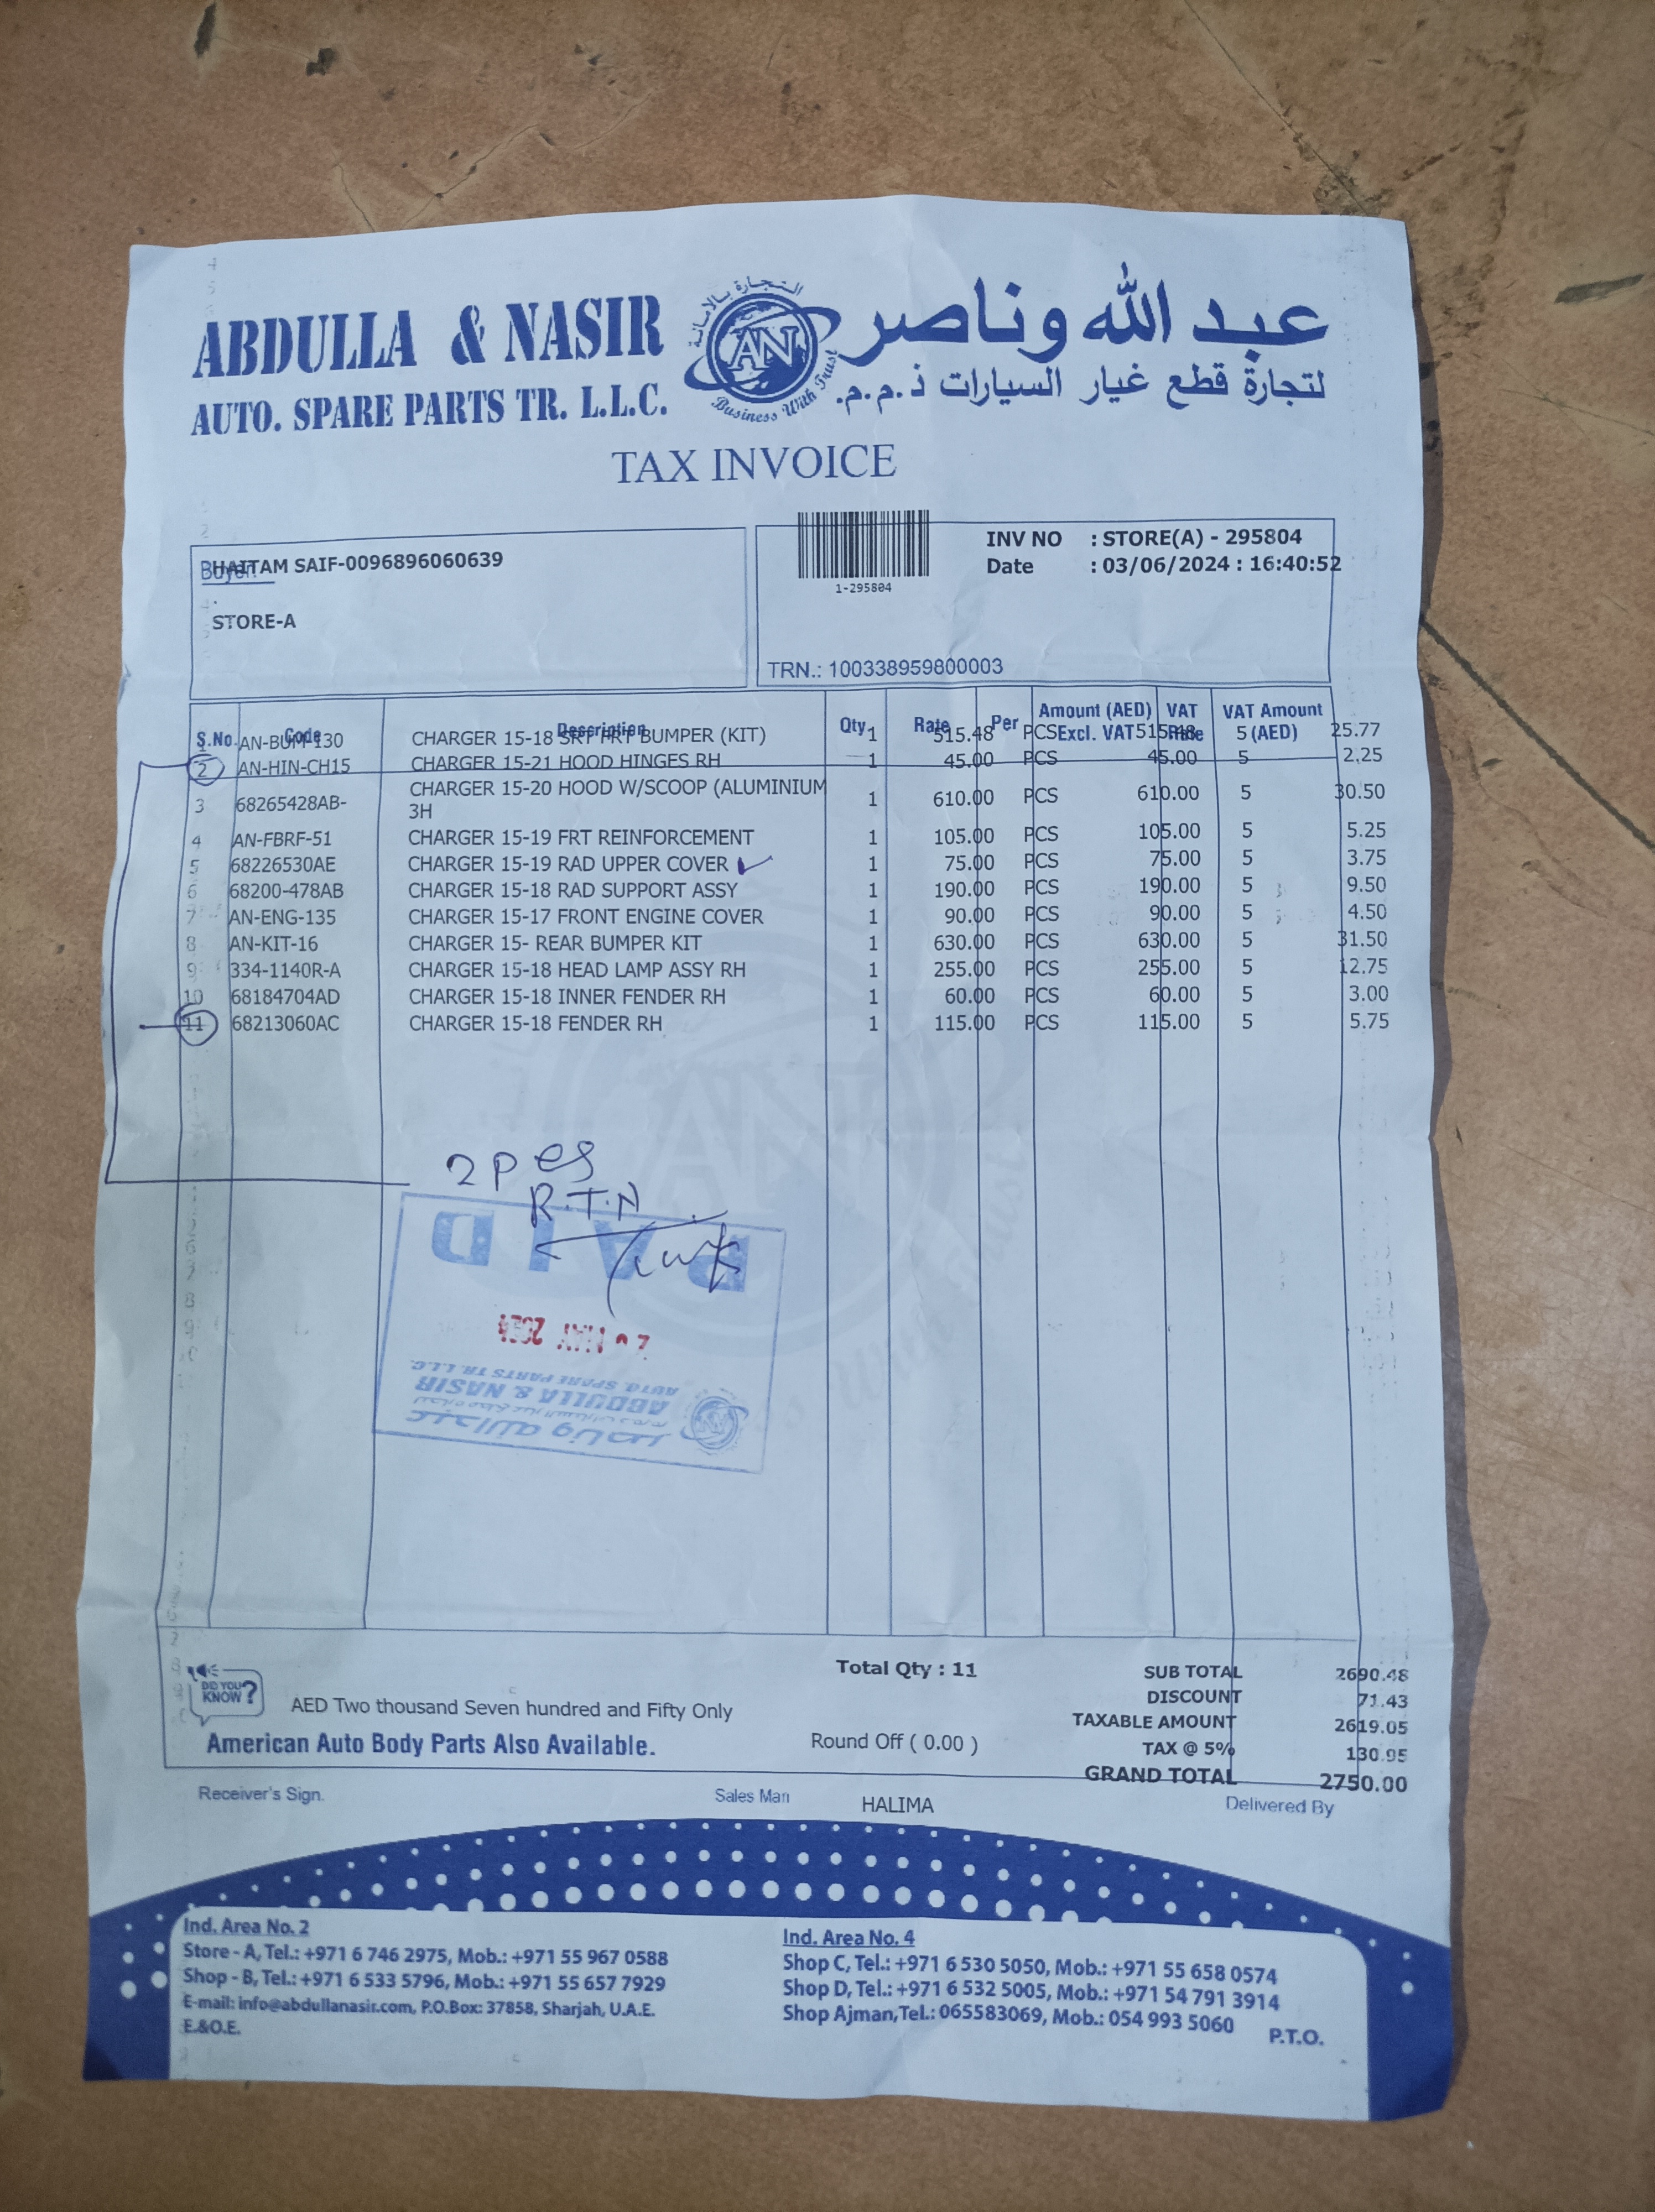 ABDULLA & NASIR
AUTO. SPARE PARTS TR. L.L.C.
التجارة بالامانة
AN
Business With Trust
عبد الله وناصر
لتجارة قطع غيار السيارات ذ.م.م.
TAX INVOICE
Buyer:
HAITAM SAIF-0096896060639
STORE-A
1-295804
INV NO : STORE(A) - 295804
Date : 03/06/2024 : 16:40:52
TRN.: 100338959800003
S.No. Code Description Qty Rate Per Amount (AED) Excl. VAT VAT Rate VAT Amount (AED)
1 AN-BUM-130 CHARGER 15-18 SRT FRT BUMPER (KIT) 1 515.48 PCS 515.48 5 25.77
2 AN-HIN-CH15 CHARGER 15-21 HOOD HINGES RH 1 45.00 PCS 45.00 5 2.25
3 68265428AB- CHARGER 15-20 HOOD W/SCOOP (ALUMINIUM 1 610.00 PCS 610.00 5 30.50
3H
4 AN-FBRF-51 CHARGER 15-19 FRT REINFORCEMENT 1 105.00 PCS 105.00 5 5.25
5 68226530AE CHARGER 15-19 RAD UPPER COVER 1 75.00 PCS 75.00 5 3.75
6 68200-478AB CHARGER 15-18 RAD SUPPORT ASSY 1 190.00 PCS 190.00 5 9.50
7 AN-ENG-135 CHARGER 15-17 FRONT ENGINE COVER 1 90.00 PCS 90.00 5 4.50
8 AN-KIT-16 CHARGER 15- REAR BUMPER KIT 1 630.00 PCS 630.00 5 31.50
9 334-1140R-A CHARGER 15-18 HEAD LAMP ASSY RH 1 255.00 PCS 255.00 5 12.75
10 68184704AD CHARGER 15-18 INNER FENDER RH 1 60.00 PCS 60.00 5 3.00
11 68213060AC CHARGER 15-18 FENDER RH 1 115.00 PCS 115.00 5 5.75
2 pes
R.T.N
PAID
MAY
AUTO. SPARE PARTS TR. L.L.C.
ABDULLA & NASIR
عبدالله وناصر
Total Qty : 11
SUB TOTAL 2690.48
DISCOUNT 71.43
TAXABLE AMOUNT 2619.05
TAX @ 5% 130.95
GRAND TOTAL 2750.00
DID YOU KNOW?
AED Two thousand Seven hundred and Fifty Only
American Auto Body Parts Also Available.
Round Off ( 0.00 )
Receiver's Sign.
Sales Man HALIMA
Delivered By
Ind. Area No. 2
Store - A, Tel.: +971 6 746 2975, Mob.: +971 55 967 0588
Shop - B, Tel.: +971 6 533 5796, Mob.: +971 55 657 7929
E-mail: info@abdullanasir.com, P.O.Box: 37858, Sharjah, U.A.E.
E.&O.E.
Ind. Area No. 4
Shop C, Tel.: +971 6 530 5050, Mob.: +971 55 658 0574
Shop D, Tel.: +971 6 532 5005, Mob.: +971 54 791 3914
Shop Ajman, Tel.: 065583069, Mob.: 054 993 5060
P.T.O.